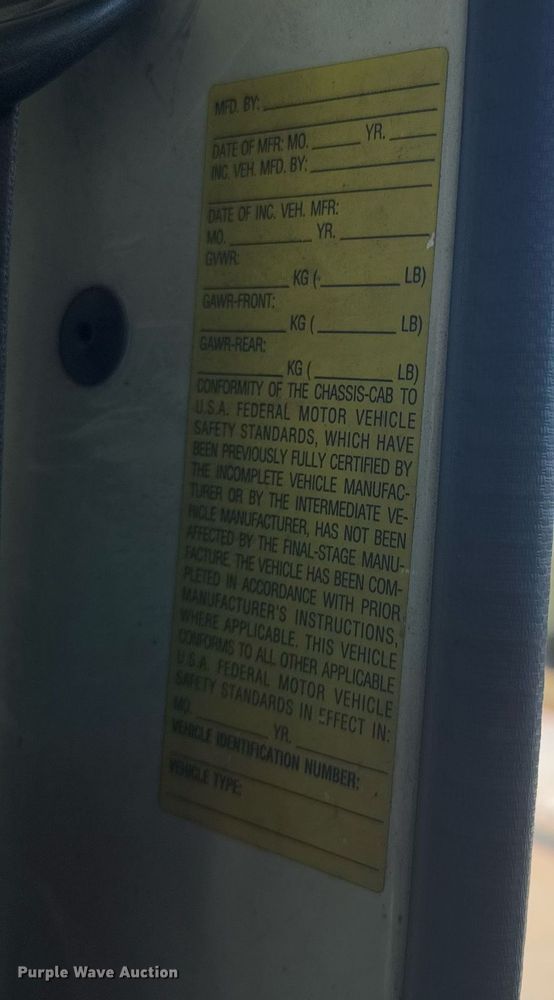 MFD. BY:
DATE OF MFR: MO. YR.
INC. VEH. MFD. BY:
DATE OF INC. VEH. MFR:
MO. YR.
GVWR:
KG ( LB)
GAWR-FRONT:
KG ( LB)
GAWR-REAR:
KG ( LB)
CONFORMITY OF THE CHASSIS-CAB TO
U.S.A. FEDERAL MOTOR VEHICLE
SAFETY STANDARDS, WHICH HAVE
BEEN PREVIOUSLY FULLY CERTIFIED BY
THE INCOMPLETE VEHICLE MANUFAC-
TURER OR BY THE INTERMEDIATE VE-
HICLE MANUFACTURER, HAS NOT BEEN
AFFECTED BY THE FINAL-STAGE MANU-
FACTURE. THE VEHICLE HAS BEEN COM-
PLETED IN ACCORDANCE WITH PRIOR
MANUFACTURER'S INSTRUCTIONS,
WHERE APPLICABLE. THIS VEHICLE
CONFORMS TO ALL OTHER APPLICABLE
U.S.A. FEDERAL MOTOR VEHICLE
SAFETY STANDARDS IN EFFECT IN:
MO. YR.
VEHICLE IDENTIFICATION NUMBER:
VEHICLE TYPE:
Purple Wave Auction